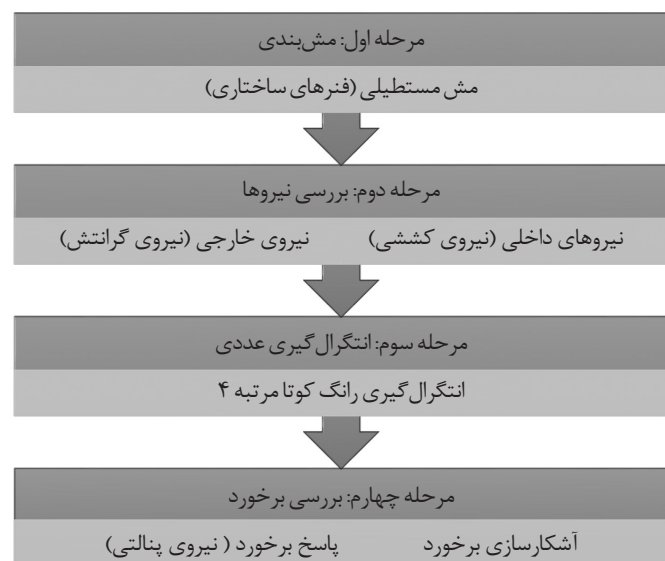 مرحله اول: مش‌بندی
مش مستطیلی (فنرهای ساختاری)
مرحله دوم: بررسی نیروها
نیروهای داخلی (نیروی کششی) نیروی خارجی (نیروی گرانتش)
مرحله سوم: انتگرال‌گیری عددی
انتگرال‌گیری رانگ کوتا مرتبه ۴
مرحله چهارم: بررسی برخورد
آشکارسازی برخورد پاسخ برخورد ( نیروی پنالتی)